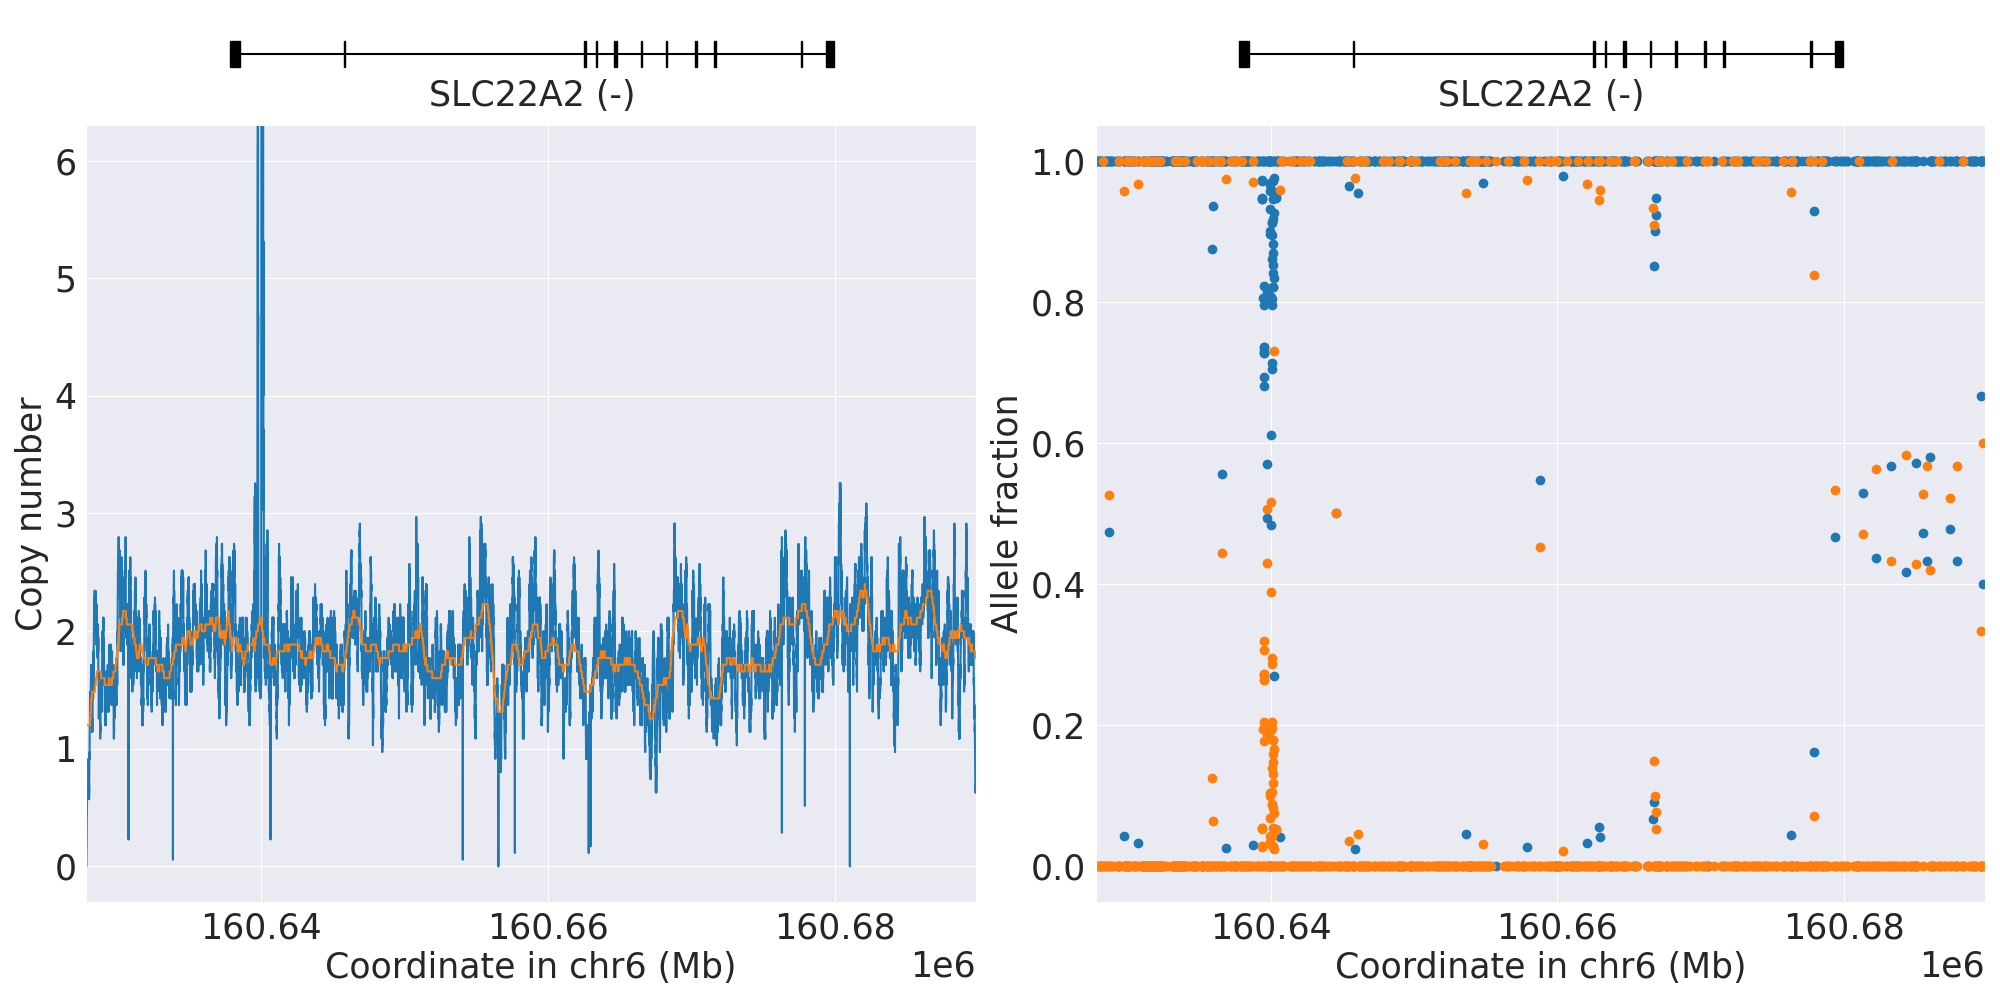 SLC22A2 (-)
6
5
4
3
2
1
0
Copy number
160.64
160.66
160.68
Coordinate in chr6 (Mb)
1e6
SLC22A2 (-)
1.0
0.8
0.6
0.4
0.2
0.0
Allele fraction
160.64
160.66
160.68
Coordinate in chr6 (Mb)
1e6